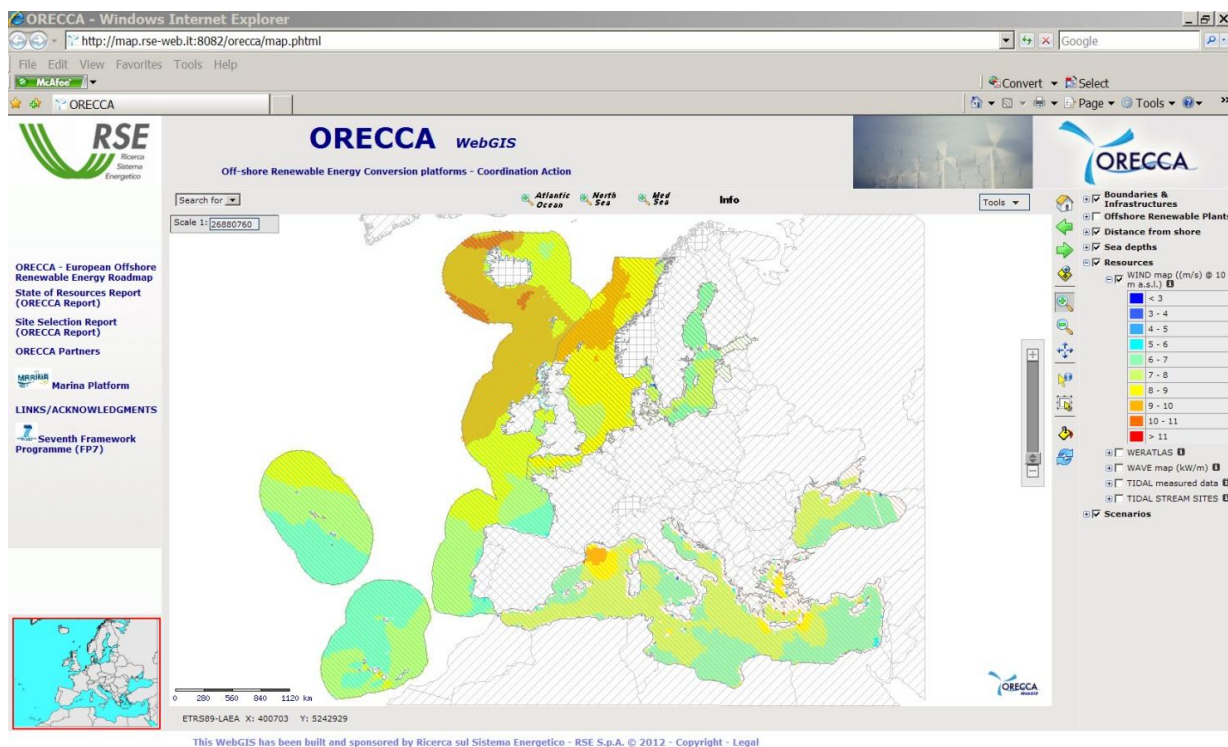 ORECCA - Windows Internet Explorer
http://map.rse-web.it:8082/orecca/map.phtml
Google
File Edit View Favorites Tools Help
McAfee
Convert Select
ORECCA
Page Tools
RSE
Ricerca
Sistema
Energetico
ORECCA WebGIS
Off-shore Renewable Energy Conversion platforms - Coordination Action
ORECCA
Search for
Atlantic Ocean
North Sea
Med Sea
Info
Tools
Scale 1: 26880760
ORECCA - European Offshore
Renewable Energy Roadmap
State of Resources Report
(ORECCA Report)
Site Selection Report
(ORECCA Report)
ORECCA Partners
Marina Platform
LINKS/ACKNOWLEDGMENTS
Seventh Framework
Programme (FP7)
Boundaries &
Infrastructures
Offshore Renewable Plants
Distance from shore
Sea depths
Resources
WIND map ((m/s) @ 10
m a.s.l.)
< 3
3 - 4
4 - 5
5 - 6
6 - 7
7 - 8
8 - 9
9 - 10
10 - 11
> 11
WERATLAS
WAVE map (kW/m)
TIDAL measured data
TIDAL STREAM SITES
Scenarios
0 280 560 840 1120 km
ORECCA
WebGIS
ETRS89-LAEA X: 400703 Y: 5242929
This WebGIS has been built and sponsored by Ricerca sul Sistema Energetico - RSE S.p.A. © 2012 - Copyright - Legal